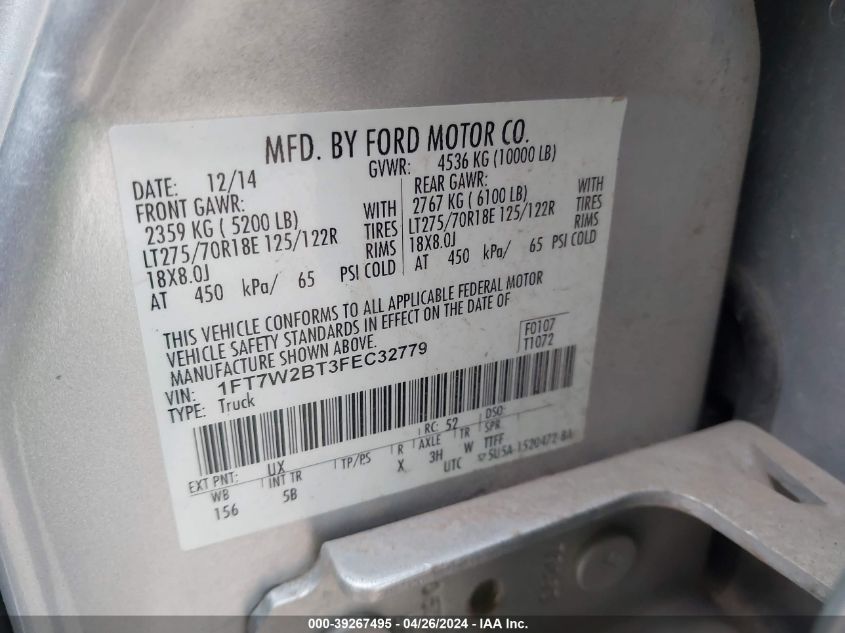 MFD. BY FORD MOTOR CO.
DATE: 12/14 GVWR: 4536 KG (10000 LB)
FRONT GAWR: REAR GAWR:
2359 KG ( 5200 LB) WITH 2767 KG ( 6100 LB) WITH
LT275/70R18E 125/122R TIRES LT275/70R18E 125/122R TIRES
18X8.0J RIMS 18X8.0J RIMS
AT 450 kPa/ 65 PSI COLD AT 450 kPa/ 65 PSI COLD
THIS VEHICLE CONFORMS TO ALL APPLICABLE FEDERAL MOTOR
VEHICLE SAFETY STANDARDS IN EFFECT ON THE DATE OF
MANUFACTURE SHOWN ABOVE.
F0107
T1072
VIN: 1FT7W2BT3FEC32779
TYPE: Truck
EXT PNT: UX RC: 52 DSO:
WB INT TR TP/PS R AXLE TR SPR
156 5B X 3H W TTFF
UTC 5U5A-1520472-BA
000-39267495 - 04/26/2024 - IAA Inc.